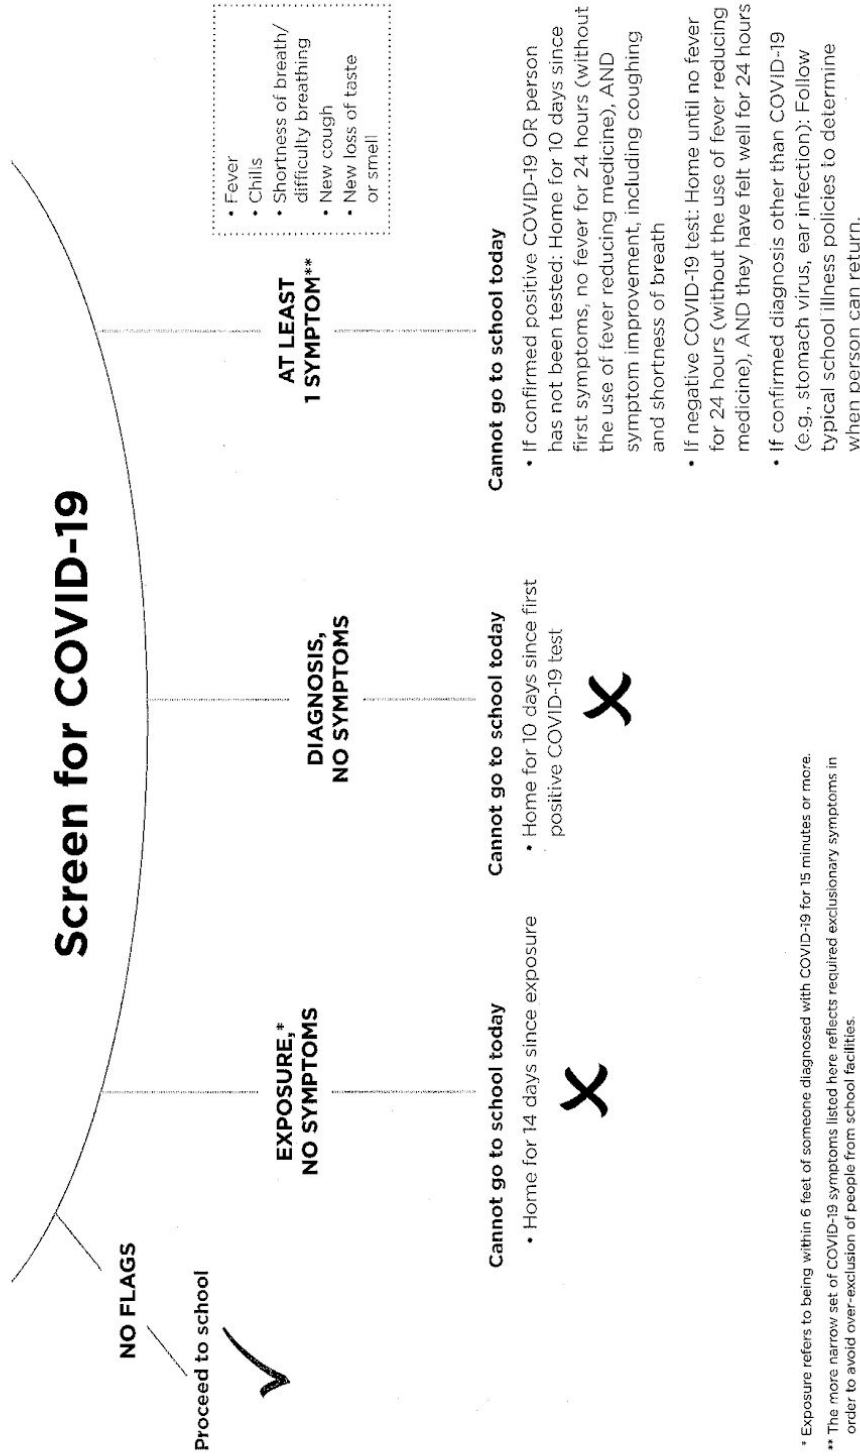 Screen for COVID-19
NO FLAGS
Proceed to school
EXPOSURE,*
NO SYMPTOMS
Cannot go to school today
• Home for 14 days since exposure
DIAGNOSIS,
NO SYMPTOMS
Cannot go to school today
• Home for 10 days since first
positive COVID-19 test
AT LEAST
1 SYMPTOM**
• Fever
• Chills
• Shortness of breath/
difficulty breathing
• New cough
• New loss of taste
or smell
Cannot go to school today
• If confirmed positive COVID-19 OR person
has not been tested: Home for 10 days since
first symptoms, no fever for 24 hours (without
the use of fever reducing medicine), AND
symptom improvement, including coughing
and shortness of breath
• If negative COVID-19 test: Home until no fever
for 24 hours (without the use of fever reducing
medicine), AND they have felt well for 24 hours
• If confirmed diagnosis other than COVID-19
(e.g., stomach virus, ear infection): Follow
typical school illness policies to determine
when person can return.
* Exposure refers to being within 6 feet of someone diagnosed with COVID-19 for 15 minutes or more.
** The more narrow set of COVID-19 symptoms listed here reflects required exclusionary symptoms in
order to avoid over-exclusion of people from school facilities.